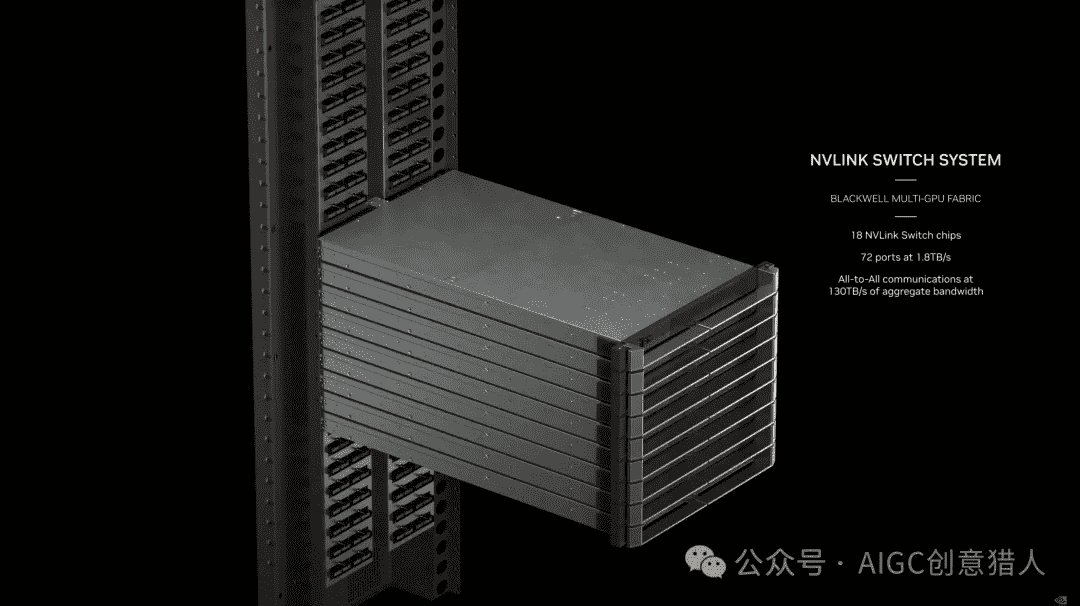 NVLINK SWITCH SYSTEM
BLACKWELL MULTI-GPU FABRIC
18 NVLink Switch chips
72 ports at 1.8TB/s
All-to-All communications at
130TB/s of aggregate bandwidth
公众号 · AIGC创意猎人